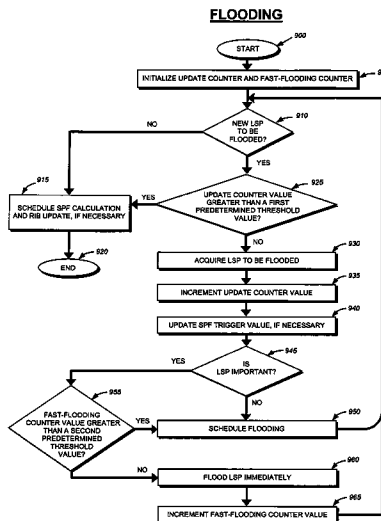 FLOODING
900
START
INITIALIZE UPDATE COUNTER AND FAST-FLOODING COUNTER
910
NEW LSP
TO BE
FLOODED?
NO
YES
915
SCHEDULE SPF CALCULATION
AND RIB UPDATE, IF NECESSARY
YES
925
UPDATE COUNTER VALUE
GREATER THAN A FIRST
PREDETERMINED THRESHOLD
VALUE?
920
END
NO
930
ACQUIRE LSP TO BE FLOODED
935
INCREMENT UPDATE COUNTER VALUE
940
UPDATE SPF TRIGGER VALUE, IF NECESSARY
945
YES
IS
LSP IMPORTANT?
NO
955
FAST-FLOODING
COUNTER VALUE GREATER
THAN A SECOND
PREDETERMINED
THRESHOLD
VALUE?
YES
950
SCHEDULE FLOODING
NO
960
FLOOD LSP IMMEDIATELY
965
INCREMENT FAST-FLOODING COUNTER VALUE